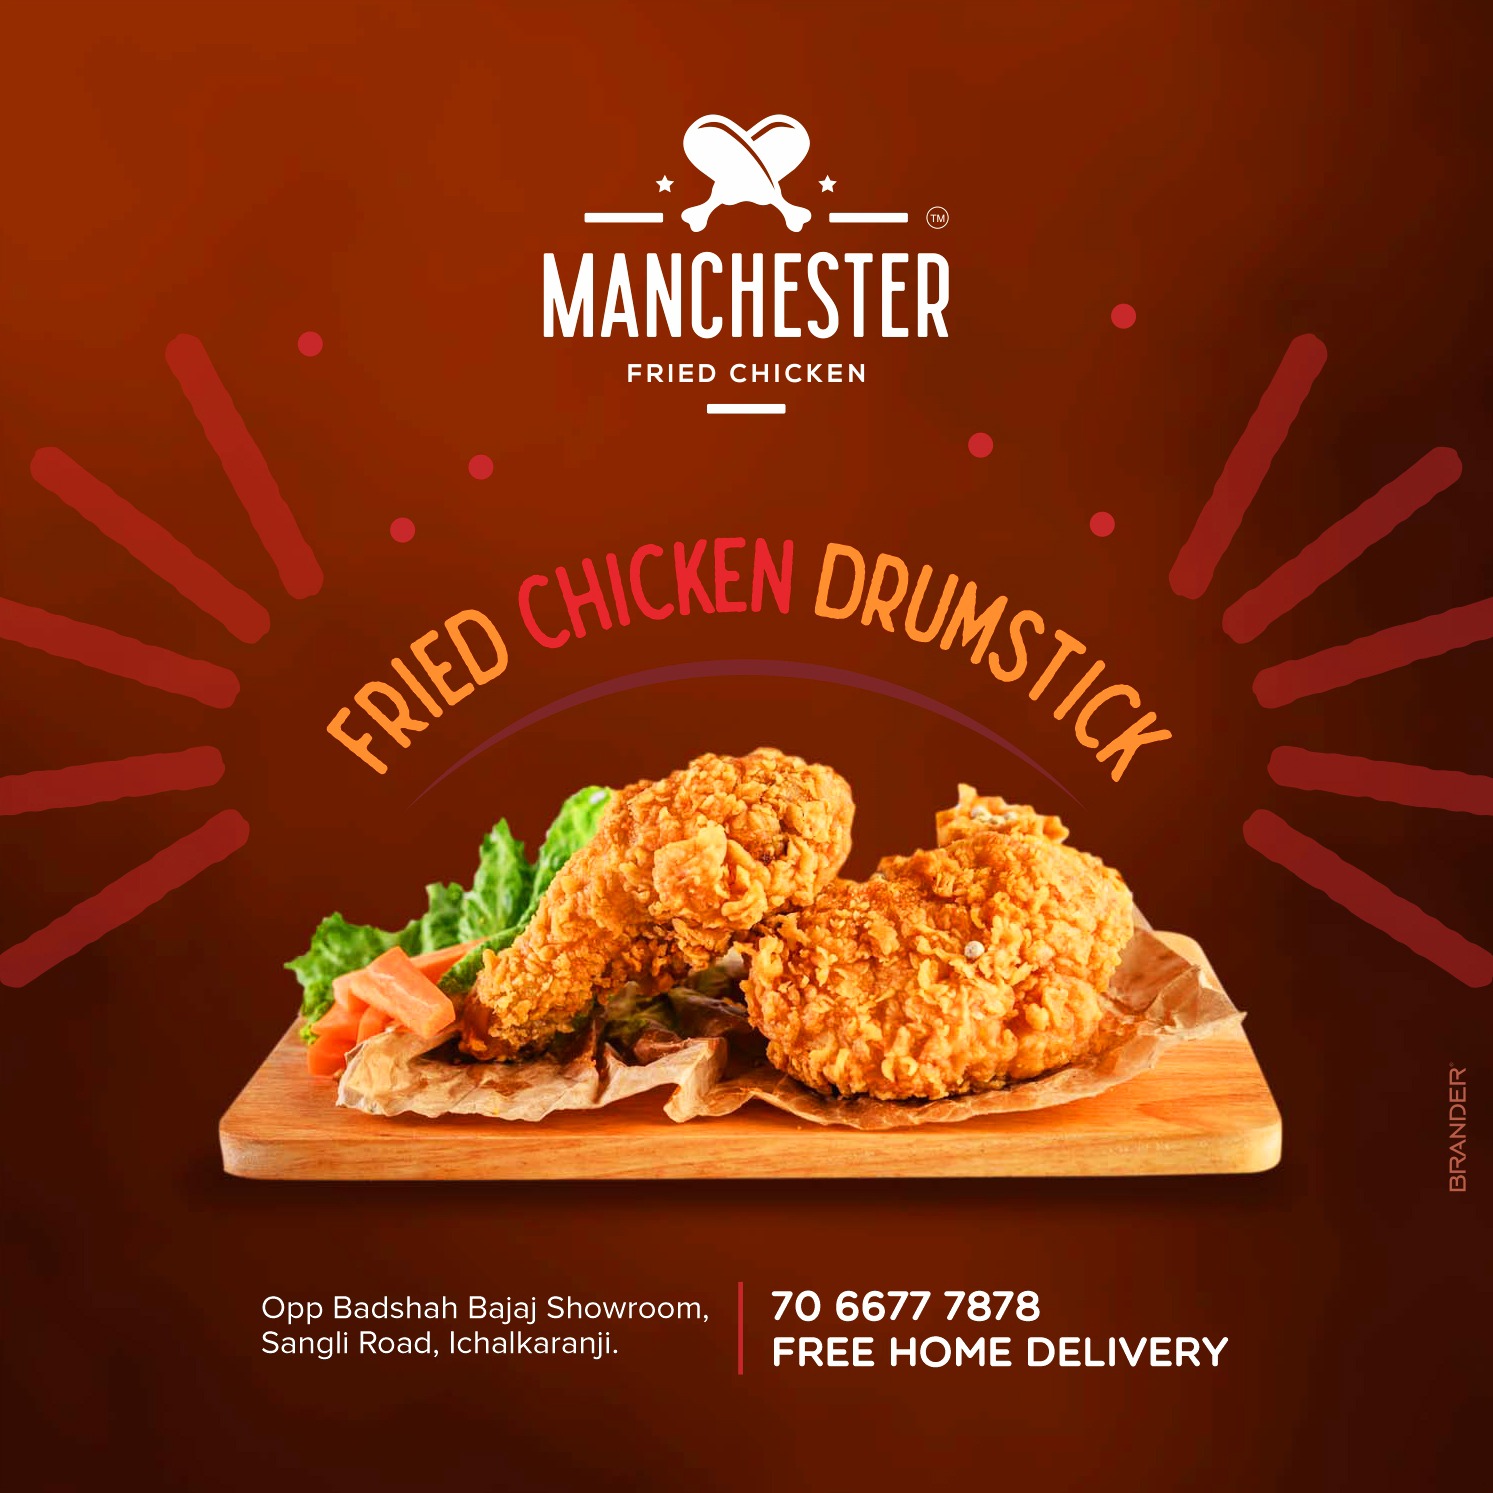 TM
MANCHESTER
FRIED CHICKEN
FRIED CHICKEN DRUMSTICK
BRANDER
Opp Badshah Bajaj Showroom,
Sangli Road, Ichalkaranji.
70 6677 7878
FREE HOME DELIVERY